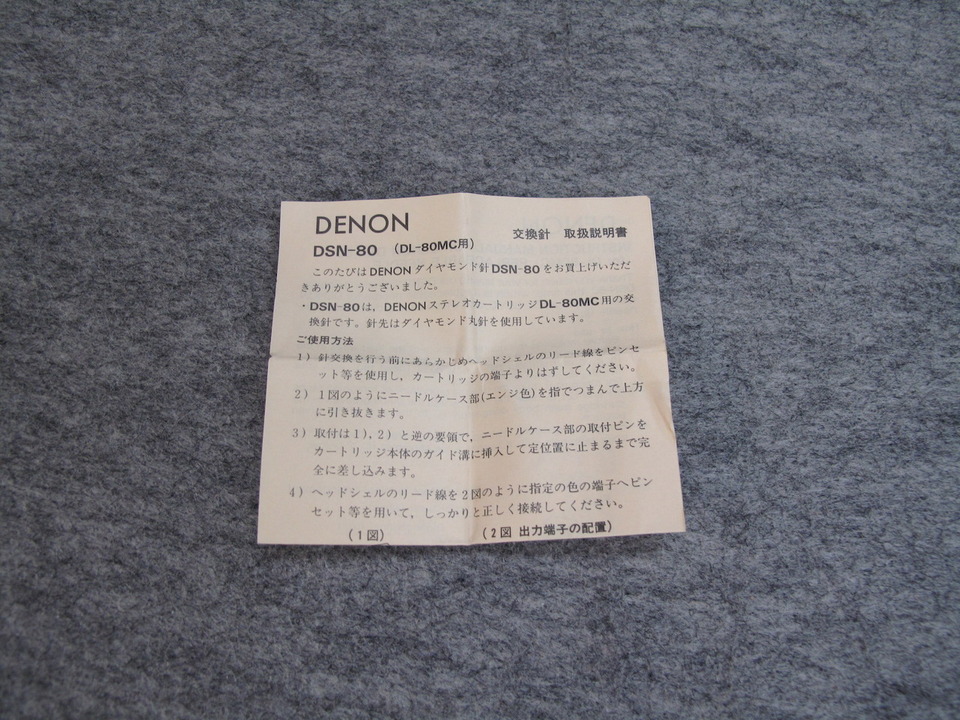 DENON
DSN-80 (DL-80MC用)
交換針 取扱説明書
このたびはDENONダイヤモンド針DSN-80をお買上げいただ
きありがとうございました。
・DSN-80は，DENONステレオカートリッジDL-80MC用の交
換針です。針先はダイヤモンド丸針を使用しています。
ご使用方法
1) 針交換を行う前にあらかじめヘッドシェルのリード線をピンセ
ット等を使用し，カートリッジの端子よりはずしてください。
2) 1図のようにニードルケース部(エンジ色)を指でつまんで上方
に引き抜きます。
3) 取付は1)，2) と逆の要領で，ニードルケース部の取付ピンを
カートリッジ本体のガイド溝に挿入して定位置に止まるまで完
全に差し込みます。
4) ヘッドシェルのリード線を2図のように指定の色の端子へピン
セット等を用いて，しっかりと正しく接続してください。
(1図)
(2図 出力端子の配置)